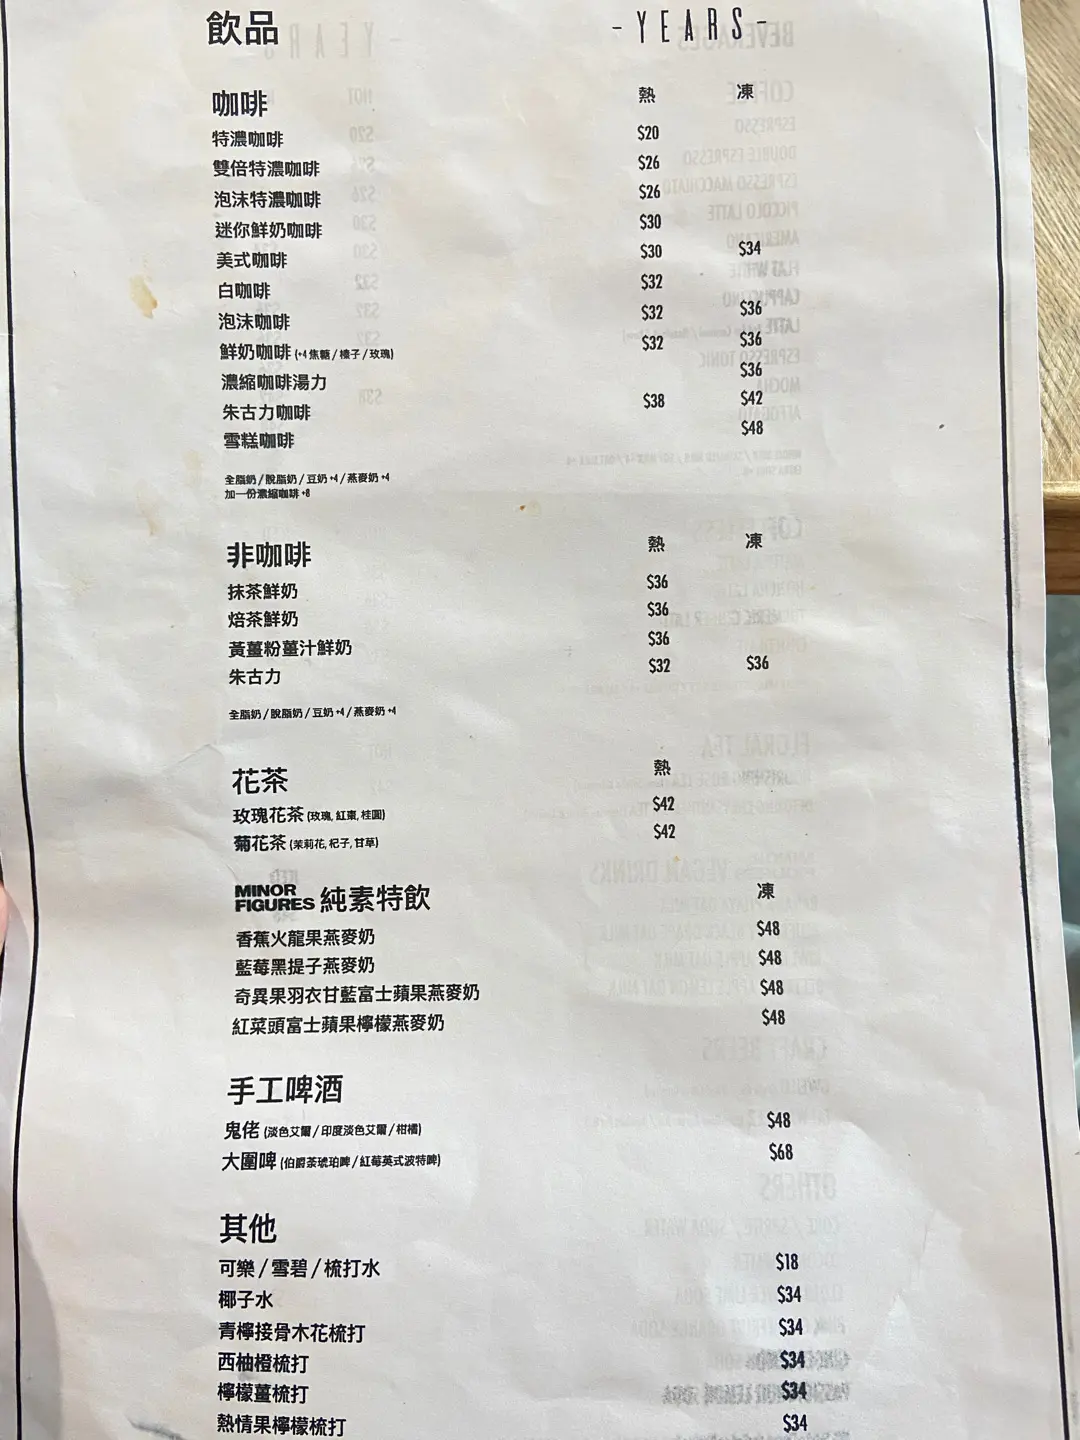 飲品 -YEARS-
咖啡 熱 凍
特濃咖啡 $20
雙倍特濃咖啡 $26
泡沫特濃咖啡 $26
迷你鮮奶咖啡 $30
美式咖啡 $30 $34
白咖啡 $32
泡沫咖啡 $32 $36
鮮奶咖啡 (+4 焦糖 / 榛子 / 玫瑰) $32 $36
濃縮咖啡湯力 $36
朱古力咖啡 $38 $42
雪糕咖啡 $48
全脂奶 / 脫脂奶 / 豆奶 +4 / 燕麥奶 +4
加一份濃縮咖啡 +8
非咖啡 熱 凍
抹茶鮮奶 $36
焙茶鮮奶 $36
黃薑粉薑汁鮮奶 $36
朱古力 $32 $36
全脂奶 / 脫脂奶 / 豆奶 +4 / 燕麥奶 +4
花茶 熱
玫瑰花茶 (玫瑰, 紅棗, 桂圓) $42
菊花茶 (茉莉花, 杞子, 甘草) $42
MINOR FIGURES 純素特飲 凍
香蕉火龍果燕麥奶 $48
藍莓黑提子燕麥奶 $48
奇異果羽衣甘藍富士蘋果燕麥奶 $48
紅菜頭富士蘋果檸檬燕麥奶 $48
手工啤酒
鬼佬 (淡色艾爾 / 印度淡色艾爾 / 柑橘) $48
大圍啤 (伯爵茶琥珀啤 / 紅莓英式波特啤) $68
其他
可樂 / 雪碧 / 梳打水 $18
椰子水 $34
青檸接骨木花梳打 $34
西柚橙梳打 $34
檸檬薑梳打 $34
熱情果檸檬梳打 $34